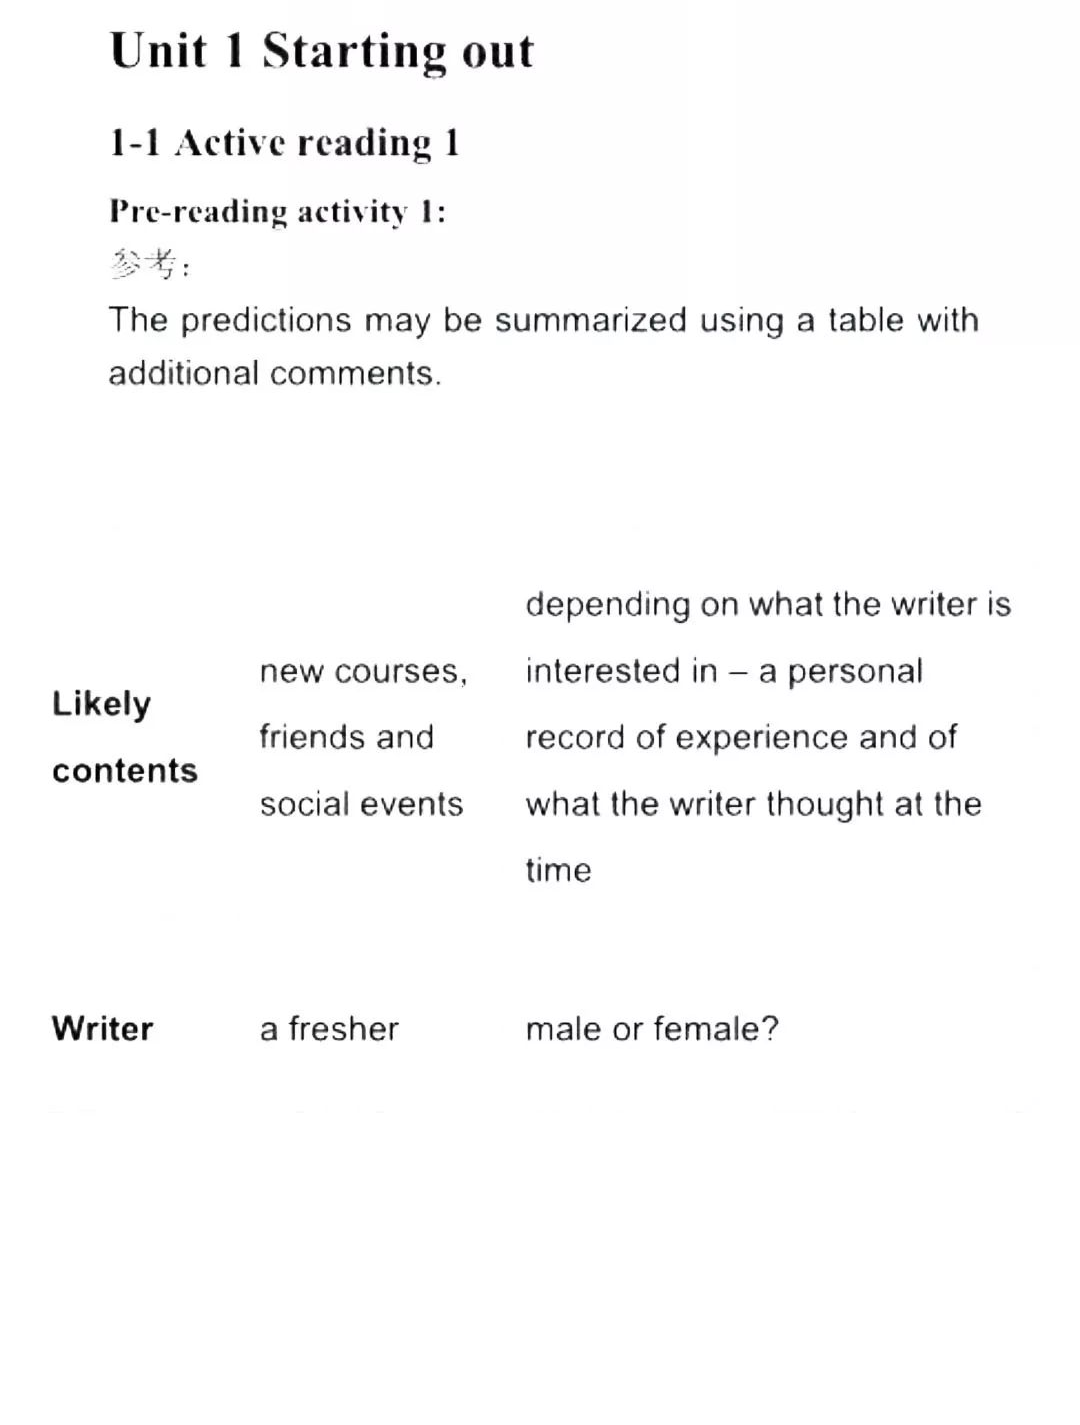 Unit 1 Starting out
1-1 Active reading 1
Pre-reading activity 1:
参考:
The predictions may be summarized using a table with
additional comments.
Likely
contents
new courses,
friends and
social events
depending on what the writer is
interested in – a personal
record of experience and of
what the writer thought at the
time
Writer
a fresher
male or female?